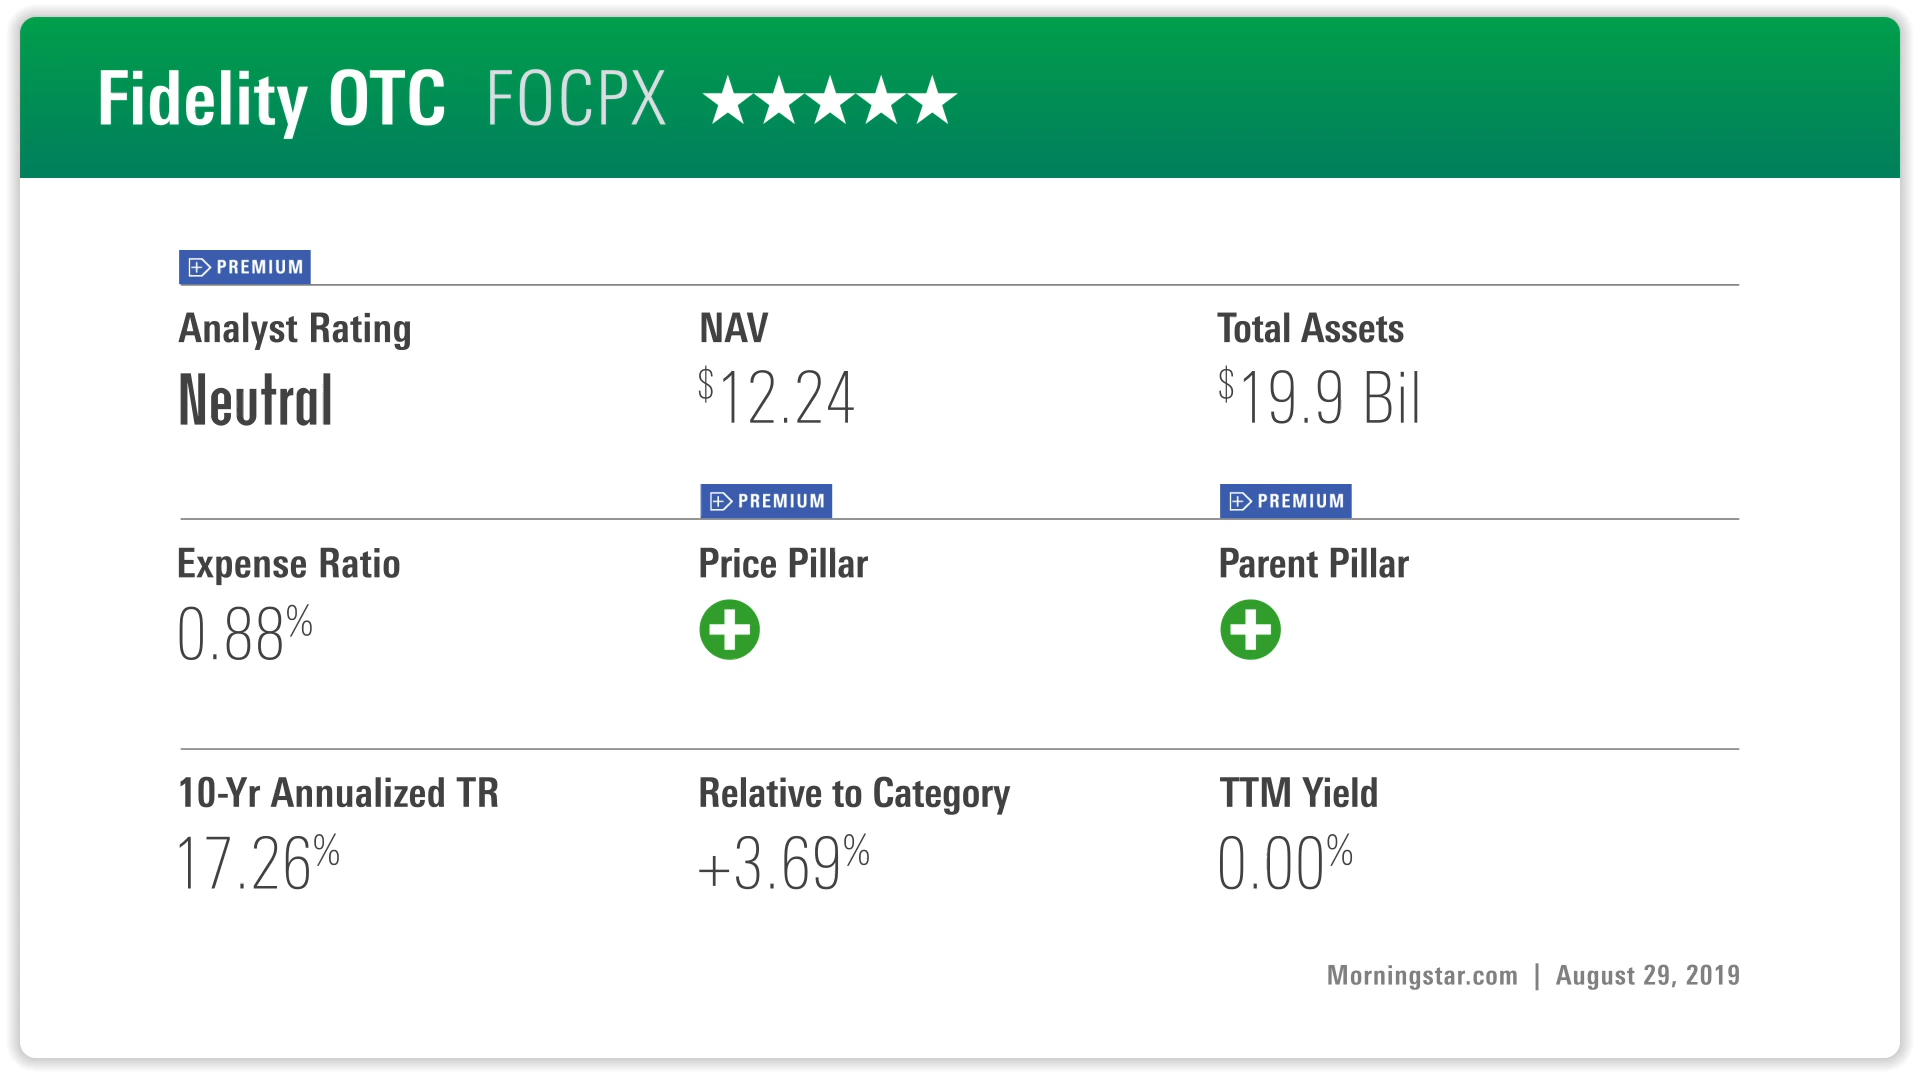 Fidelity OTC FOCPX ★★★★★
PREMIUM
Analyst Rating NAV Total Assets
Neutral $12.24 $19.9 Bil
PREMIUM PREMIUM
Expense Ratio Price Pillar Parent Pillar
0.88%
10-Yr Annualized TR Relative to Category TTM Yield
17.26% +3.69% 0.00%
Morningstar.com | August 29, 2019